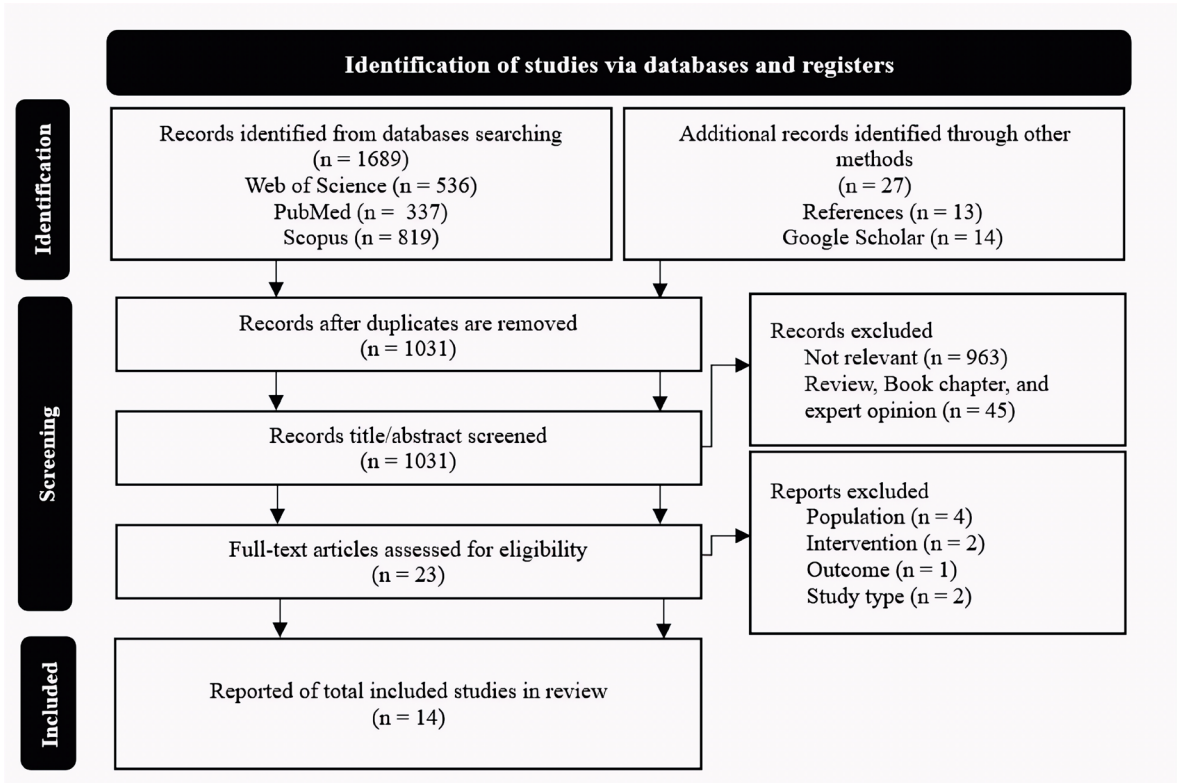 Identification of studies via databases and registers
Identification
Records identified from databases searching
(n = 1689)
Web of Science (n = 536)
PubMed (n = 337)
Scopus (n = 819)
Additional records identified through other
methods
(n = 27)
References (n = 13)
Google Scholar (n = 14)
Screening
Records after duplicates are removed
(n = 1031)
Records title/abstract screened
(n = 1031)
Records excluded
Not relevant (n = 963)
Review, Book chapter, and
expert opinion (n = 45)
Full-text articles assessed for eligibility
(n = 23)
Reports excluded
Population (n = 4)
Intervention (n = 2)
Outcome (n = 1)
Study type (n = 2)
Included
Reported of total included studies in review
(n = 14)